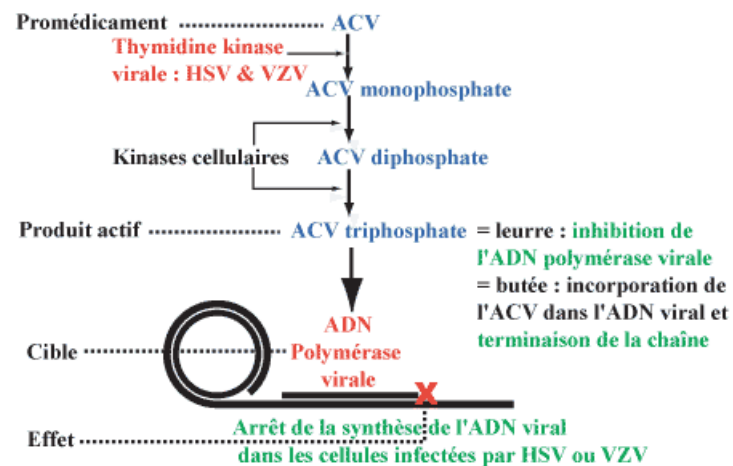 Promédicament ACV
Thymidine kinase
virale : HSV & VZV
ACV monophosphate
Kinases cellulaires ACV diphosphate
Produit actif ACV triphosphate = leurre : inhibition de
l'ADN polymérase virale
= butée : incorporation de
l'ACV dans l'ADN viral et
terminaison de la chaîne
ADN
Cible Polymérase
virale
X
Arrêt de la synthèse de l'ADN viral
Effet
dans les cellules infectées par HSV ou VZV